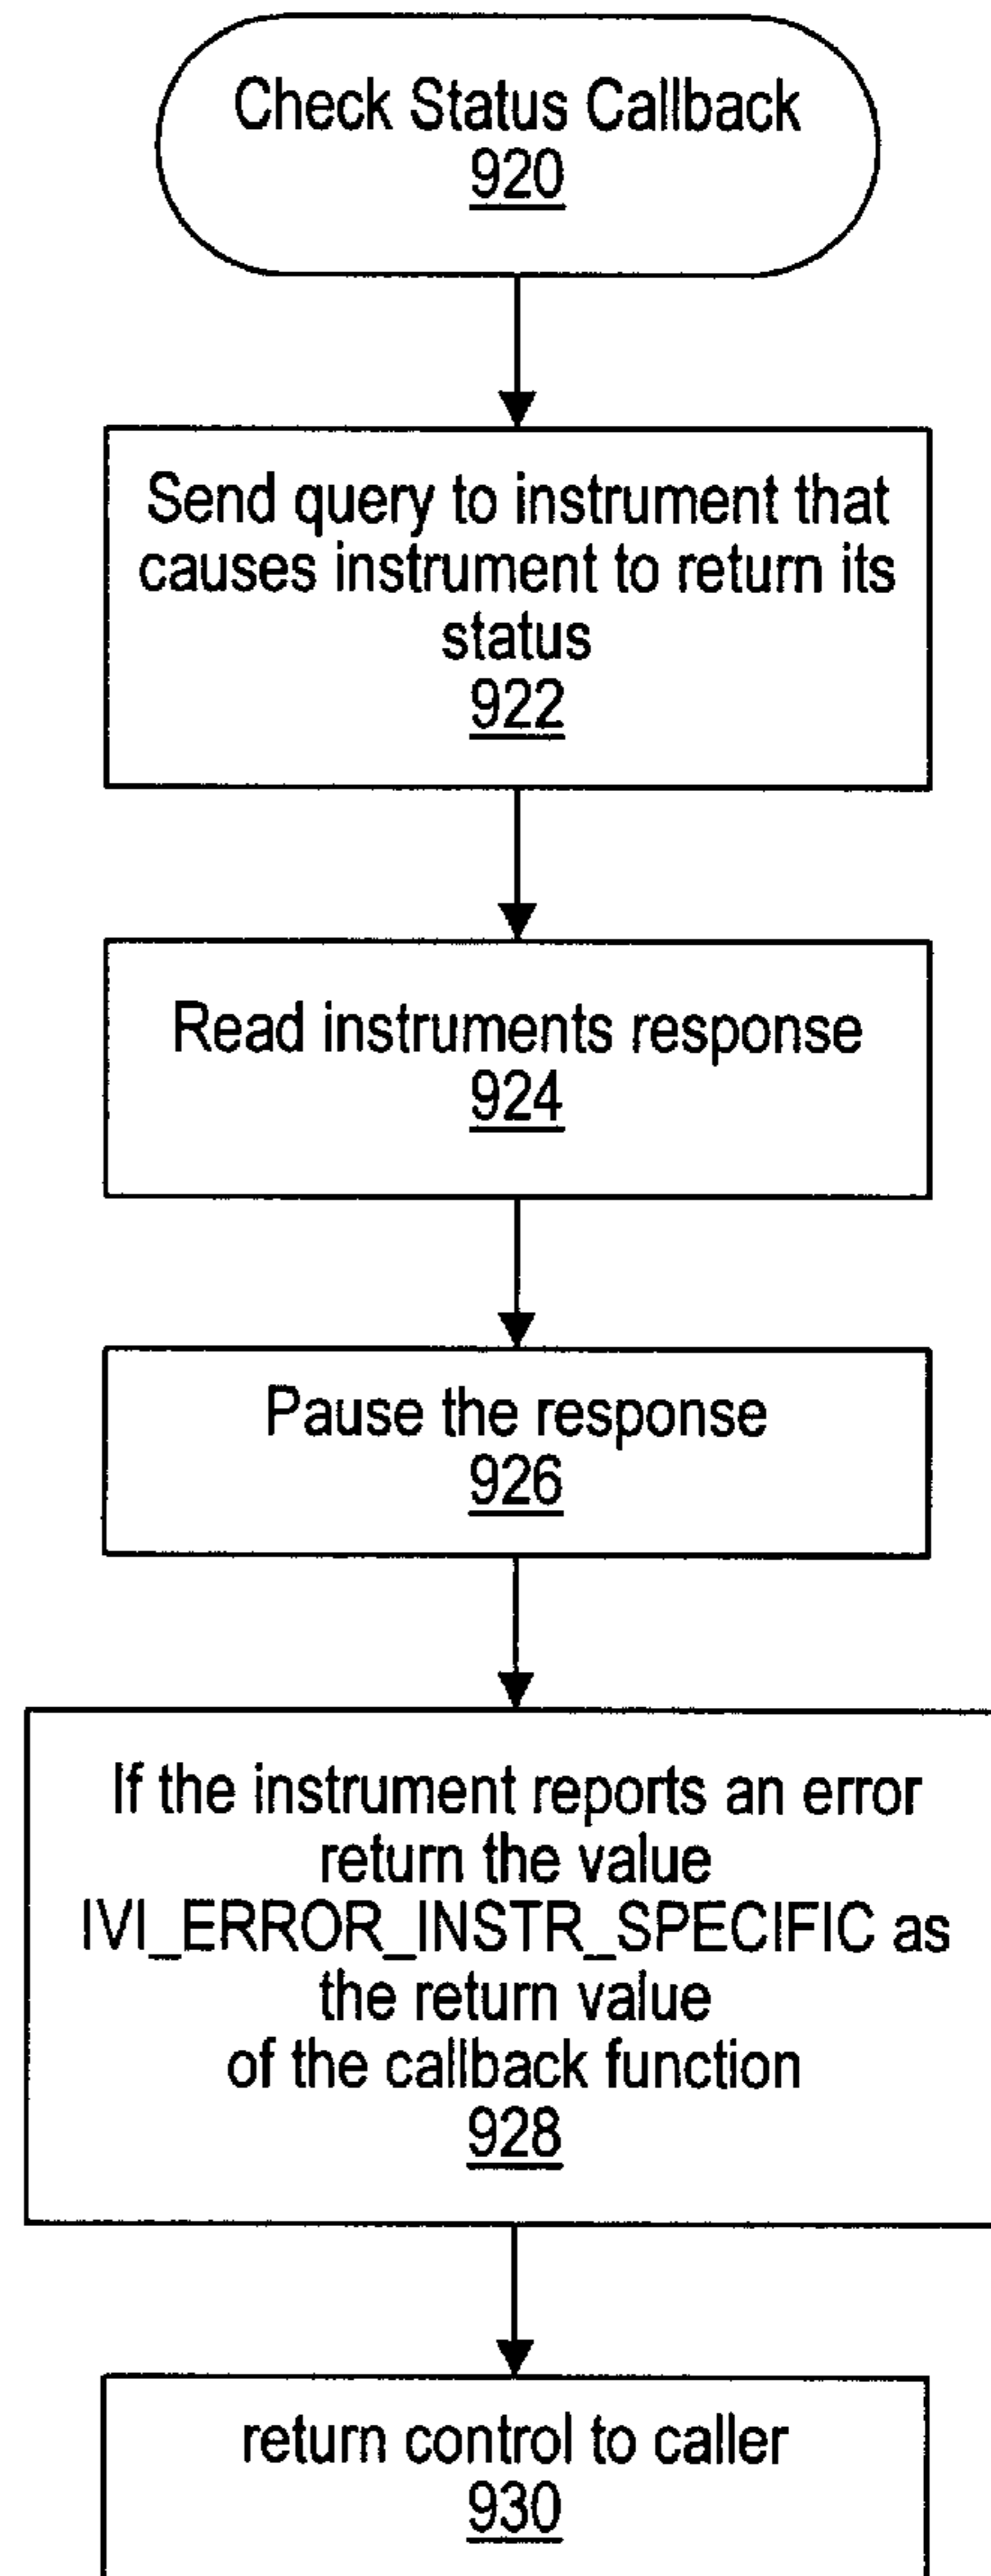 Check Status Callback
920
Send query to instrument that
causes instrument to return its
status
922
Read instruments response
924
Pause the response
926
If the instrument reports an error
return the value
IVI_ERROR_INSTR_SPECIFIC as
the return value
of the callback function
928
return control to caller
930